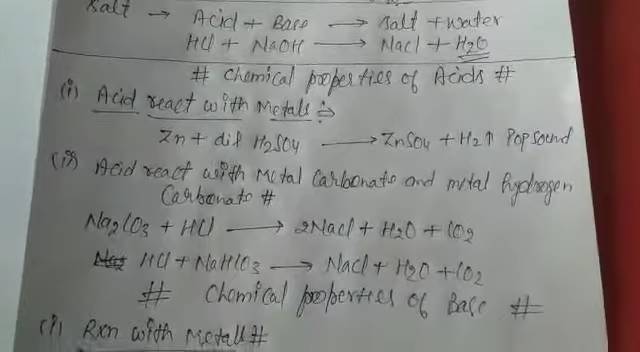 Salt → Acid + Base → Salt + water
HCl + NaOH → NaCl + H2O
# Chemical properties of Acids #
(i) Acid react with Metals :-
Zn + dil H2SO4 → ZnSO4 + H2↑ Pop sound
(ii) Acid react with Metal Carbonate and metal hydrogen
Carbonate #
Na2CO3 + HCl → 2NaCl + H2O + CO2
HCl + NaHCO3 → NaCl + H2O + CO2
# Chemical properties of Base #
(i) Rxn with Metall #